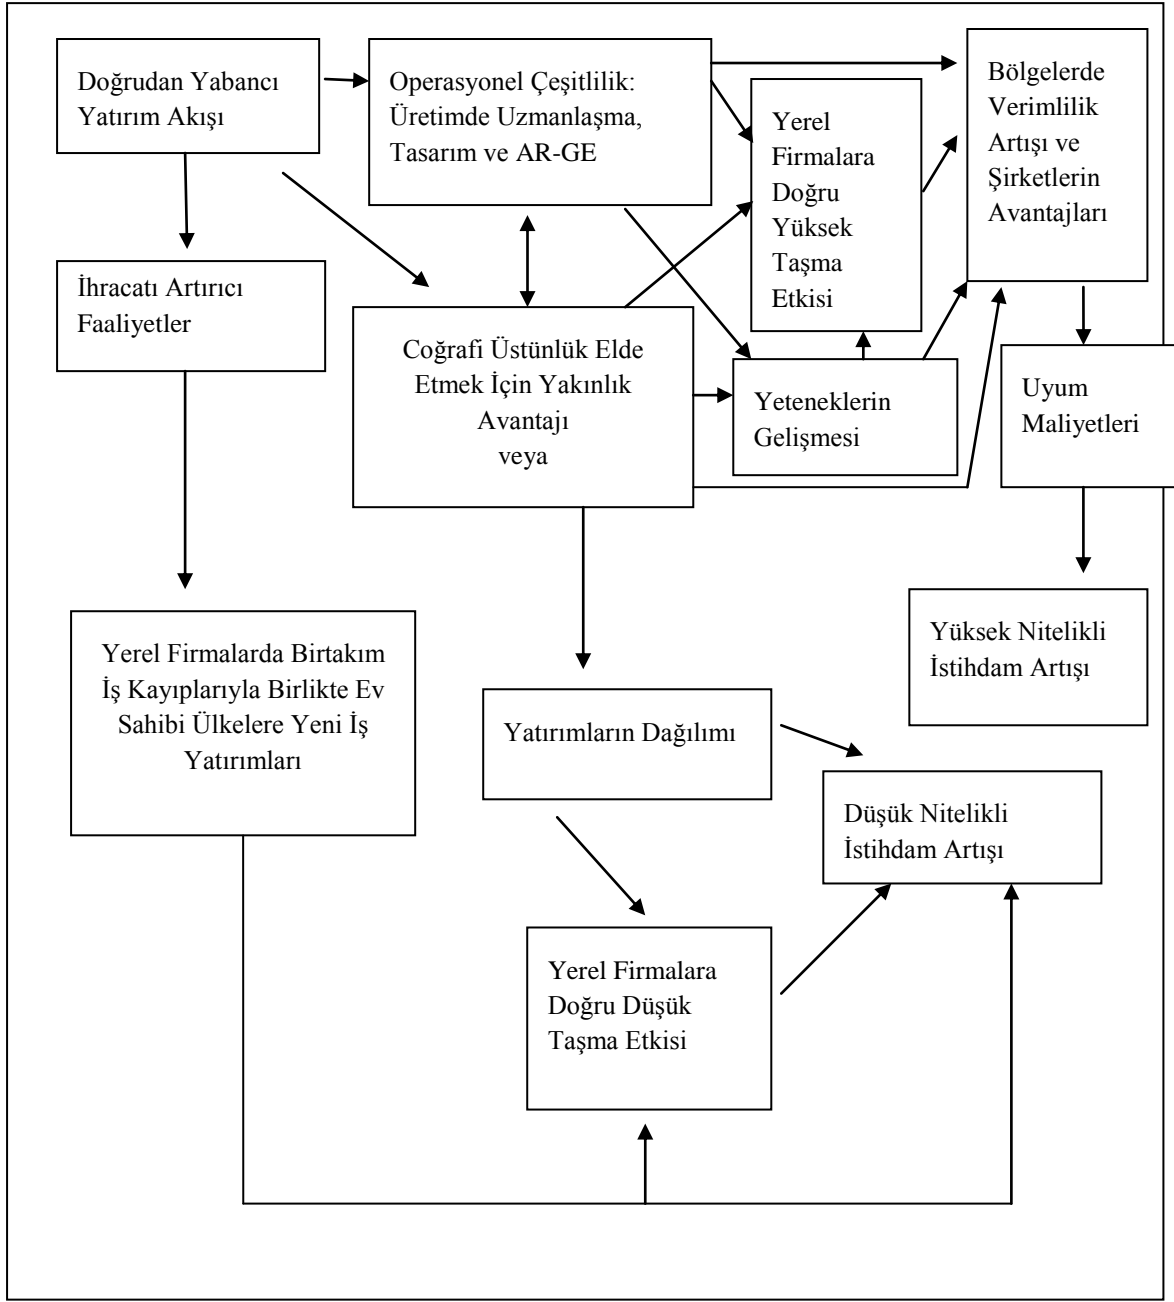 Doğrudan Yabancı
Yatırım Akışı
Operasyonel Çeşitlilik:
Üretimde Uzmanlaşma,
Tasarım ve AR-GE
Yerel
Firmalara
Doğru
Yüksek
Taşma
Etkisi
Bölgelerde
Verimlilik
Artışı ve
Şirketlerin
Avantajları
İhracatı Artırıcı
Faaliyetler
Coğrafi Üstünlük Elde
Etmek İçin Yakınlık
Avantajı
veya
Yeteneklerin
Gelişmesi
Uyum
Maliyetleri
Yerel Firmalarda Birtakım
İş Kayıplarıyla Birlikte Ev
Sahibi Ülkelere Yeni İş
Yatırımları
Yüksek Nitelikli
İstihdam Artışı
Yatırımların Dağılımı
Düşük Nitelikli
İstihdam Artışı
Yerel Firmalara
Doğru Düşük
Taşma Etkisi